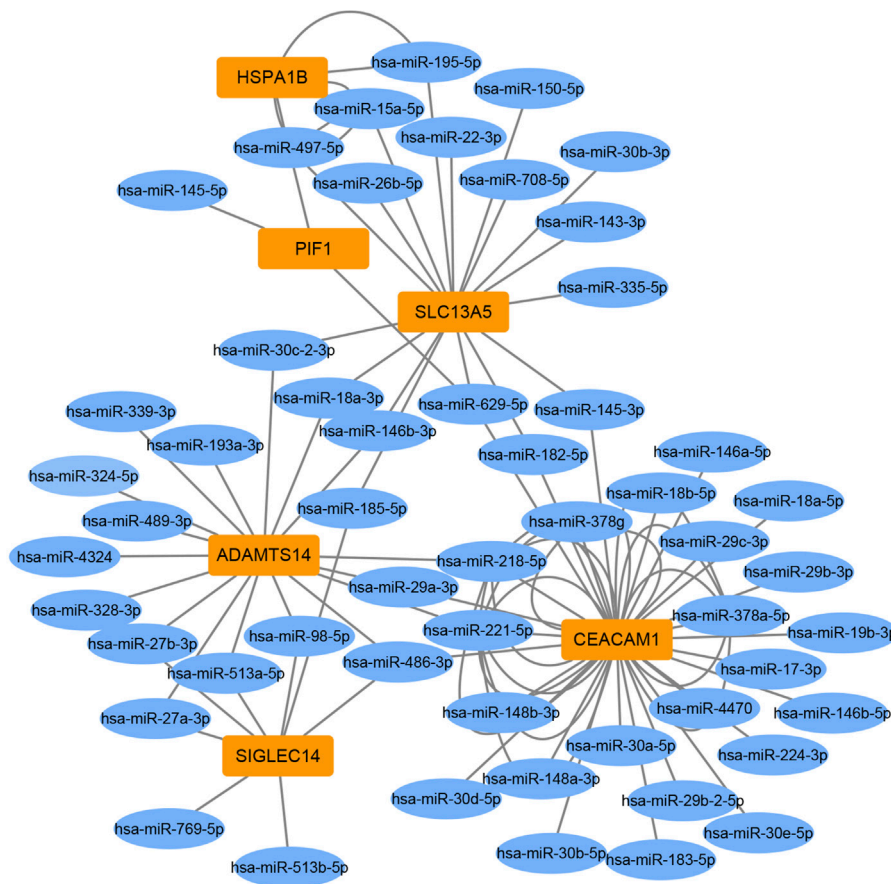 hsa-miR-195-5p
HSPA1B
hsa-miR-150-5p
hsa-miR-15a-5p
hsa-miR-22-3p
hsa-miR-497-5p
hsa-miR-30b-3p
hsa-miR-26b-5p
hsa-miR-708-5p
hsa-miR-145-5p
hsa-miR-143-3p
PIF1
hsa-miR-335-5p
SLC13A5
hsa-miR-30c-2-3p
hsa-miR-18a-3p
hsa-miR-629-5p
hsa-miR-145-3p
hsa-miR-339-3p
hsa-miR-146b-3p
hsa-miR-193a-3p
hsa-miR-182-5p
hsa-miR-146a-5p
hsa-miR-324-5p
hsa-miR-18b-5p
hsa-miR-185-5p
hsa-miR-18a-5p
hsa-miR-489-3p
hsa-miR-378g
hsa-miR-29c-3p
hsa-miR-4324
ADAMTS14
hsa-miR-218-5p
hsa-miR-29b-3p
hsa-miR-29a-3p
hsa-miR-328-3p
hsa-miR-378a-5p
hsa-miR-98-5p
hsa-miR-221-5p
CEACAM1
hsa-miR-19b-3p
hsa-miR-27b-3p
hsa-miR-486-3p
hsa-miR-17-3p
hsa-miR-513a-5p
hsa-miR-27a-3p
hsa-miR-148b-3p
hsa-miR-4470
hsa-miR-146b-5p
hsa-miR-30a-5p
SIGLEC14
hsa-miR-224-3p
hsa-miR-148a-3p
hsa-miR-30d-5p
hsa-miR-29b-2-5p
hsa-miR-769-5p
hsa-miR-30e-5p
hsa-miR-30b-5p
hsa-miR-183-5p
hsa-miR-513b-5p